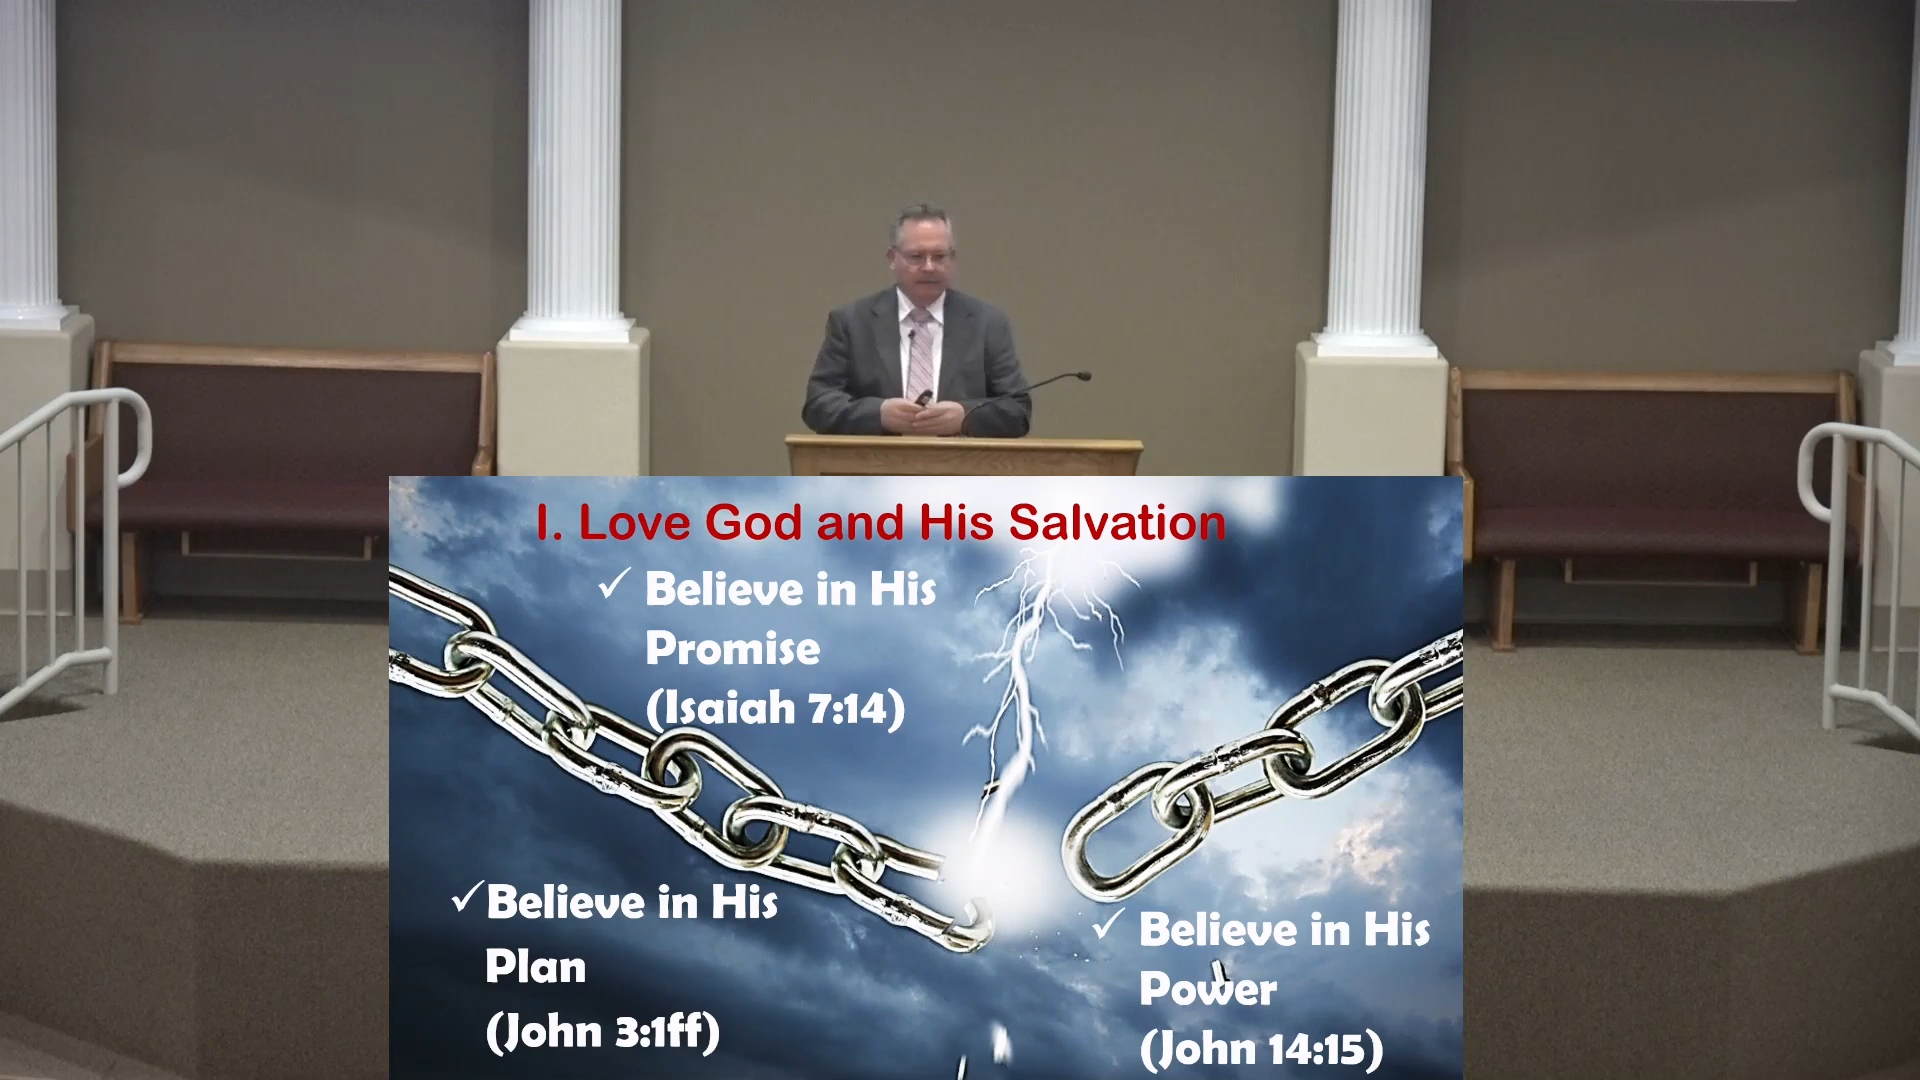 I. Love God and His Salvation
✓ Believe in His
Promise
(Isaiah 7:14)
✓Believe in His
Plan
(John 3:1ff)
✓ Believe in His
Power
(John 14:15)